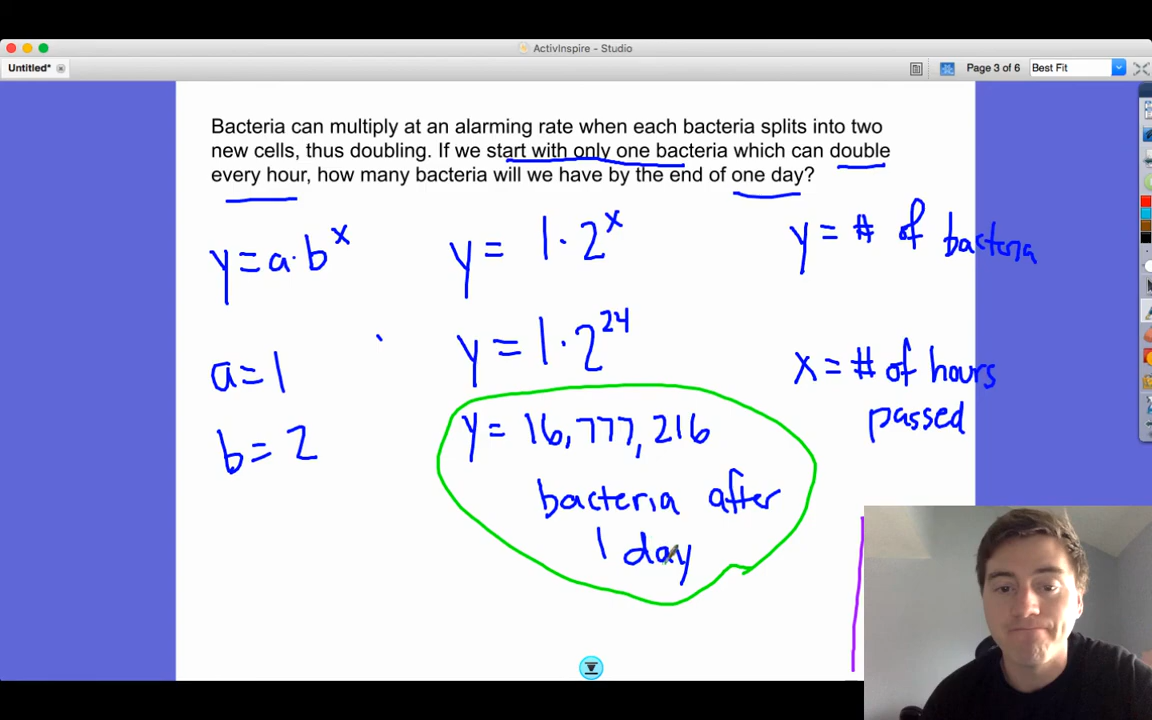 ActivInspire - Studio
Untitled*
Page 3 of 6
Best Fit
Bacteria can multiply at an alarming rate when each bacteria splits into two
new cells, thus doubling. If we start with only one bacteria which can double
every hour, how many bacteria will we have by the end of one day?
y=a·b^x
y= 1·2^x
y= # of bacteria
y=1·2^24
a=1
x=# of hours
passed
b=2
y= 16,777,216
bacteria after
1 day